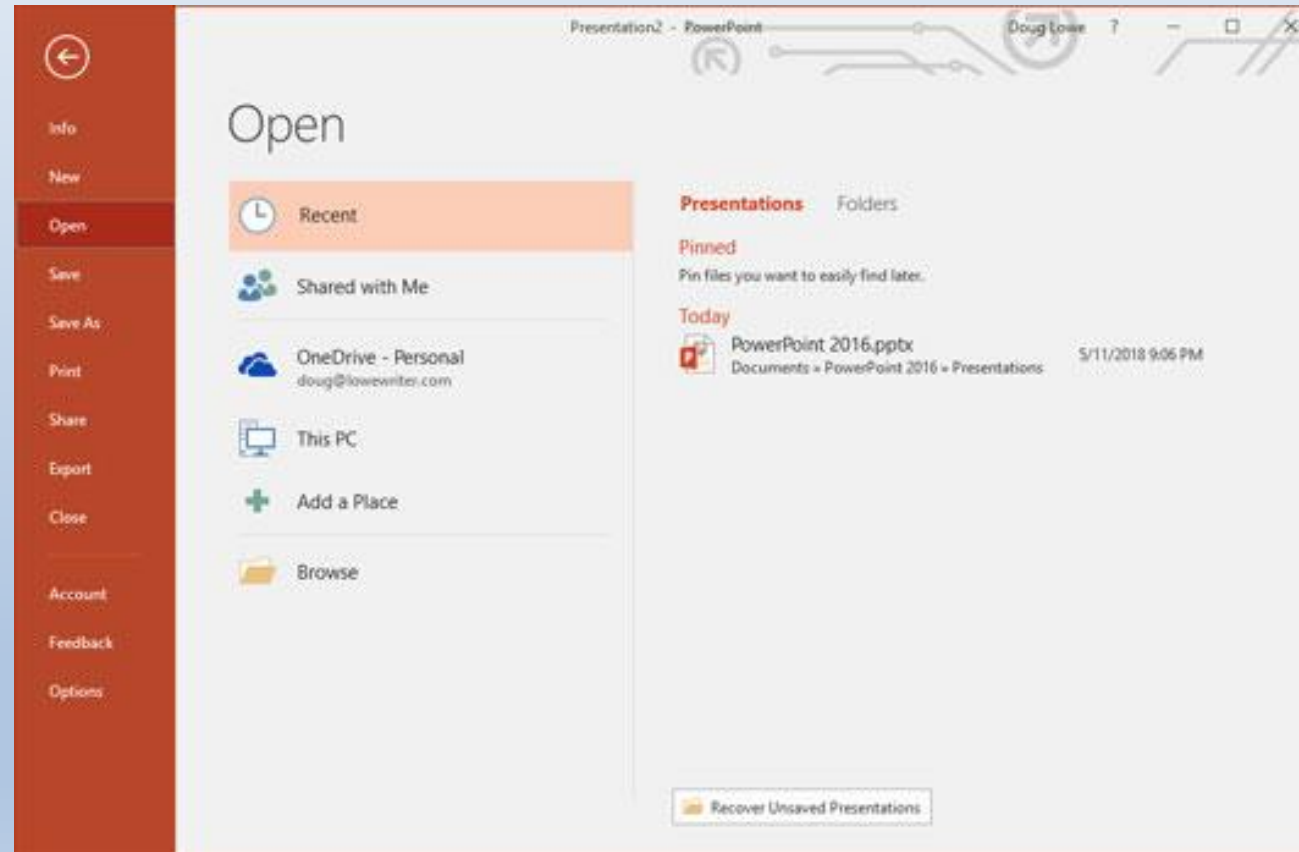 Presentation2 - PowerPoint
Doug Lowe ?
Info
New
Open
Save
Save As
Print
Share
Export
Close
Account
Feedback
Options
Open
Recent
Shared with Me
OneDrive - Personal
doug@lowewriter.com
This PC
Add a Place
Browse
Presentations Folders
Pinned
Pin files you want to easily find later.
Today
PowerPoint 2016.pptx
Documents » PowerPoint 2016 » Presentations
5/11/2018 9:06 PM
Recover Unsaved Presentations